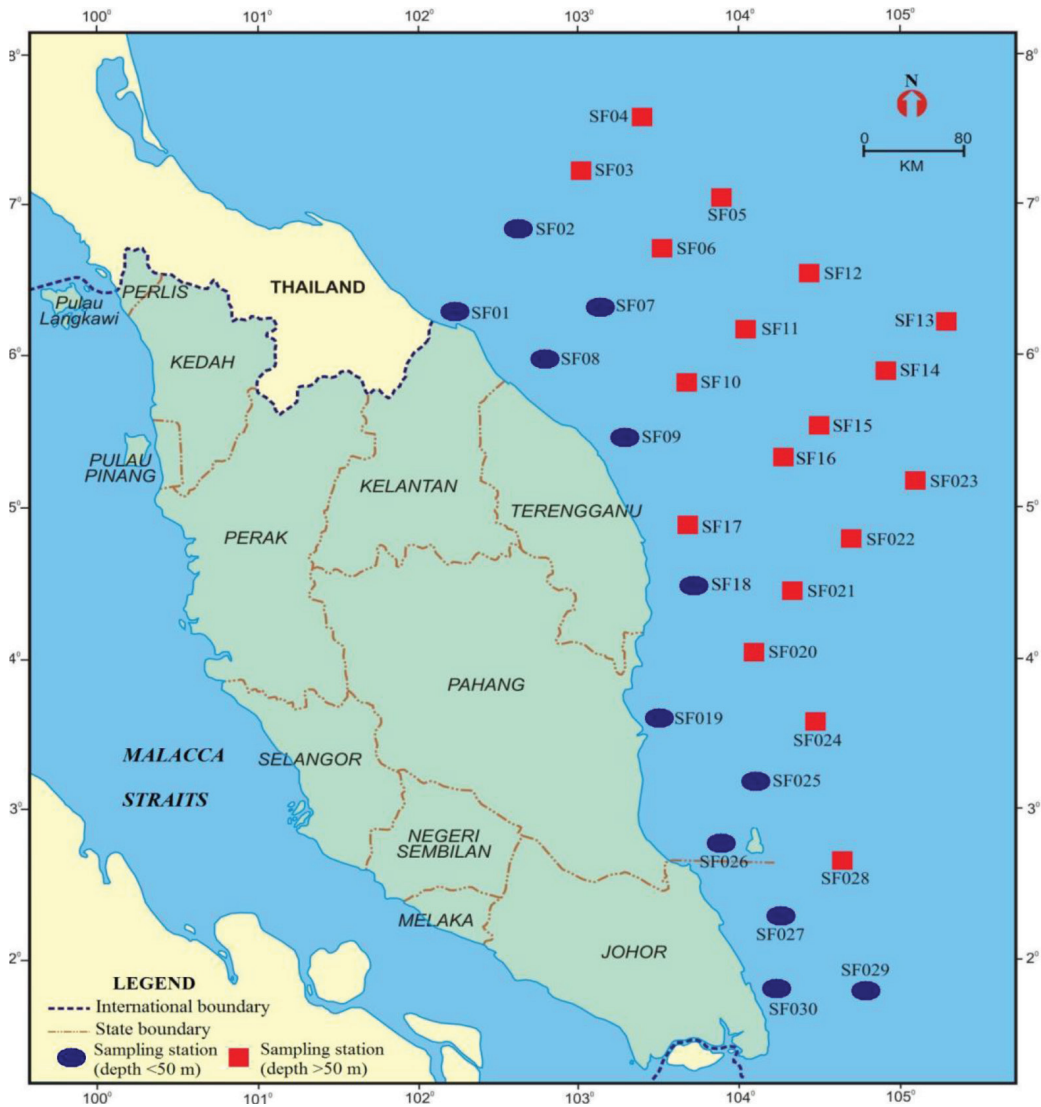 100° 101° 102° 103° 104° 105°
8° 8°
N
SF04
0 80
KM
SF03
7° 7°
SF05
SF02
SF06
PERLIS
THAILAND
SF12
Pulau
Langkawi
SF01
SF07
SF13
SF11
KEDAH
6° 6°
SF08
SF14
SF10
SF15
SF09
PULAU
PINANG
SF16
KELANTAN
SF023
5° 5°
TERENGGANU
PERAK
SF17
SF022
SF18
SF021
SF020
4° 4°
PAHANG
SF019
SF024
MALACCA
STRAITS
SELANGOR
SF025
3° 3°
NEGERI
SEMBILAN
SF026
SF028
MELAKA
SF027
JOHOR
2° 2°
SF029
SF030
LEGEND
International boundary
State boundary
Sampling station
(depth <50 m)
Sampling station
(depth >50 m)
100° 101° 102° 103° 104° 105°